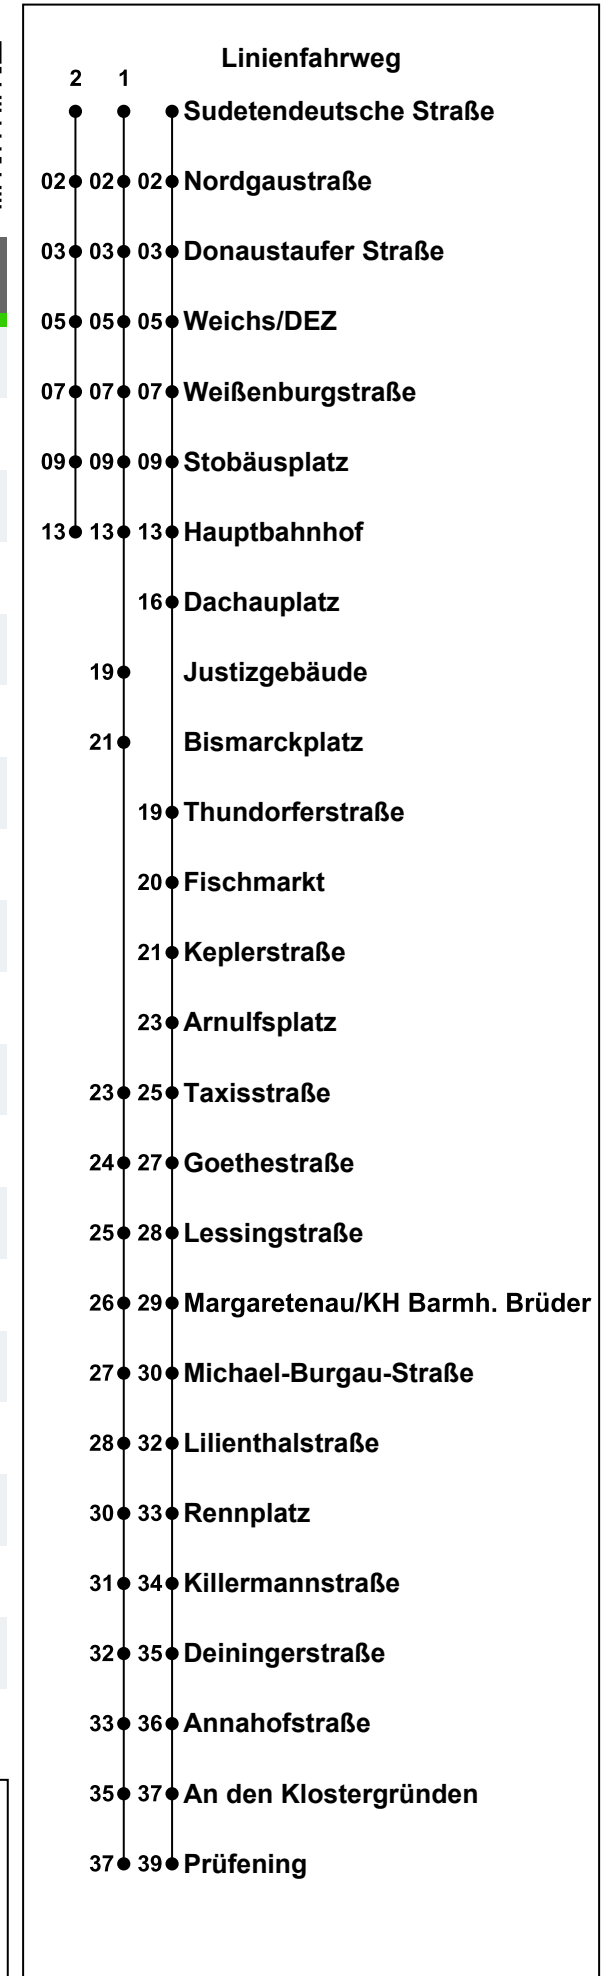 Linienfahrweg
2 1
Sudetendeutsche Straße
02 02 02 Nordgaustraße
03 03 03 Donaustaufer Straße
05 05 05 Weichs/DEZ
07 07 07 Weißenburgstraße
09 09 09 Stobäusplatz
13 13 13 Hauptbahnhof
16 Dachauplatz
19 Justizgebäude
21 Bismarckplatz
19 Thundorferstraße
20 Fischmarkt
21 Keplerstraße
23 Arnulfsplatz
23 25 Taxisstraße
24 27 Goethestraße
25 28 Lessingstraße
26 29 Margaretenau/KH Barmh. Brüder
27 30 Michael-Burgau-Straße
28 32 Lilienthalstraße
30 33 Rennplatz
31 34 Killermannstraße
32 35 Deiningerstraße
33 36 Annahofstraße
35 37 An den Klostergründen
37 39 Prüfening